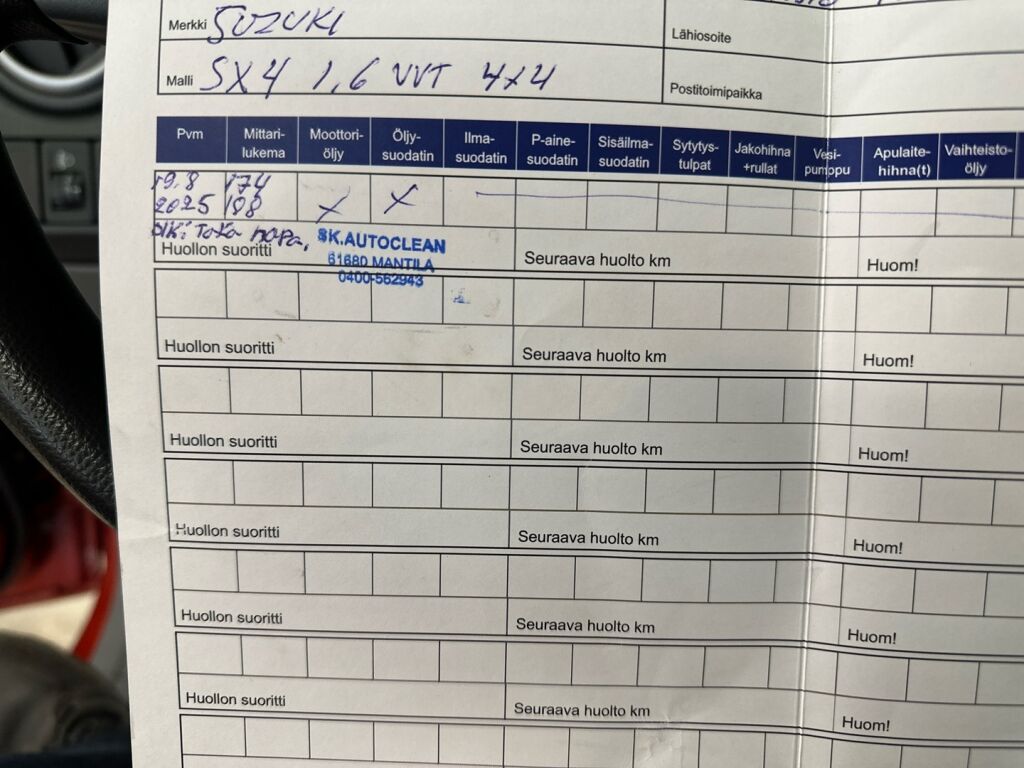 Merkki SUZUKI
Lähiosoite
Malli SX4 1,6 VVT 4x4
Postitoimipaikka
Pvm Mittari-lukema Moottori-öljy Öljy-suodatin Ilma-suodatin P-aine-suodatin Sisäilma-suodatin Sytytys-tulpat Jakohihna +rullat Vesi-pumppu Apulaite-hihna(t) Vaihteisto-öljy
19.8 174
2025 198 x x
Taka napa,
Huollon suoritti SK.AUTOCLEAN Seuraava huolto km Huom!
61680 MANTILA
0400-562943
Huollon suoritti Seuraava huolto km Huom!
Huollon suoritti Seuraava huolto km Huom!
Huollon suoritti Seuraava huolto km Huom!
Huollon suoritti Seuraava huolto km Huom!
Huollon suoritti Seuraava huolto km Huom!